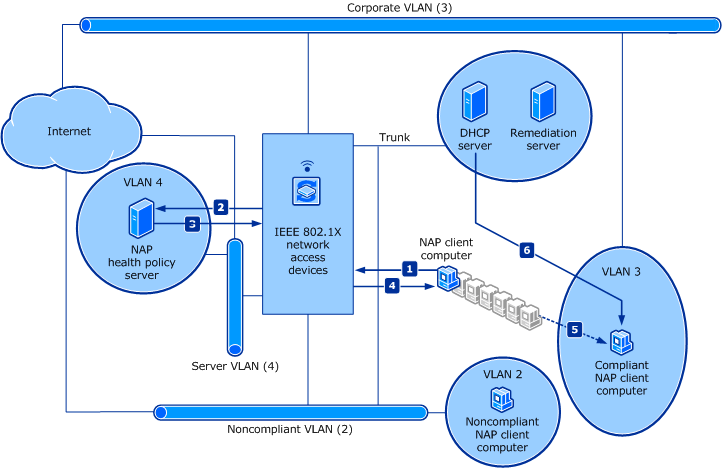 Corporate VLAN (3)
Internet
Trunk
DHCP
server
Remediation
server
VLAN 4
2
3
NAP
health policy
server
IEEE 802.1X
network
access
devices
NAP client
computer
1
4
6
5
VLAN 3
Compliant
NAP client
computer
Server VLAN (4)
VLAN 2
Noncompliant
NAP client
computer
Noncompliant VLAN (2)